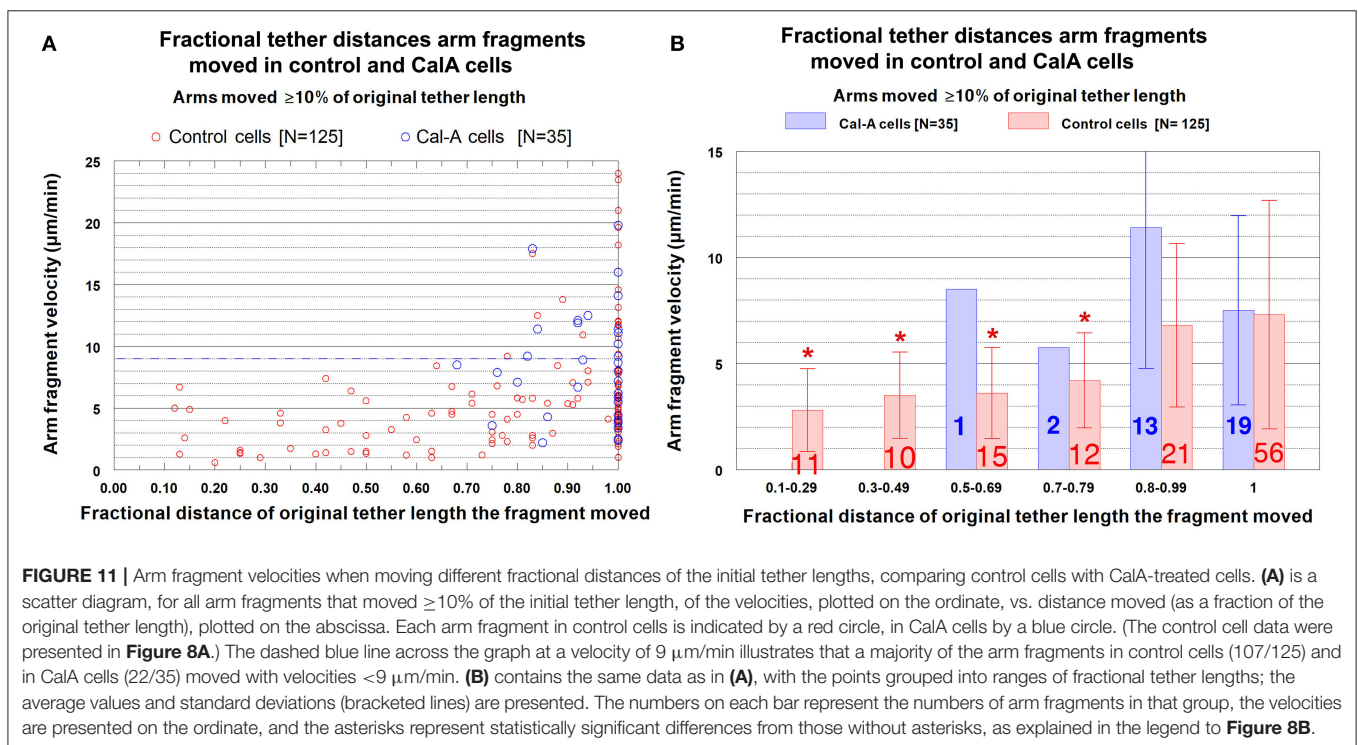 A
Fractional tether distances arm fragments
moved in control and CalA cells
Arms moved ≥10% of original tether length
Control cells [N=125]
Cal-A cells [N=35]
Arm fragment velocity (µm/min)
25
20
15
10
5
0
0.00 0.10 0.20 0.30 0.40 0.50 0.60 0.70 0.80 0.90 1.00
Fractional distance of original tether length the fragment moved
B
Fractional tether distances arm fragments
moved in control and CalA cells
Arms moved ≥10% of original tether length
Cal-A cells [N=35]
Control cells [N= 125]
Arm fragment velocity (µm/min)
15
10
5
0
* * * *
11 10 1 15 2 12 13 21 19 56
0.1-0.29 0.3-0.49 0.5-0.69 0.7-0.79 0.8-0.99 1
Fractional distance of original tether length the fragment moved
FIGURE 11 | Arm fragment velocities when moving different fractional distances of the initial tether lengths, comparing control cells with CalA-treated cells. (A) is a
scatter diagram, for all arm fragments that moved ≥10% of the initial tether length, of the velocities, plotted on the ordinate, vs. distance moved (as a fraction of the
original tether length), plotted on the abscissa. Each arm fragment in control cells is indicated by a red circle, in CalA cells by a blue circle. (The control cell data were
presented in Figure 8A.) The dashed blue line across the graph at a velocity of 9 µm/min illustrates that a majority of the arm fragments in control cells (107/125) and
in CalA cells (22/35) moved with velocities <9 µm/min. (B) contains the same data as in (A), with the points grouped into ranges of fractional tether lengths; the
average values and standard deviations (bracketed lines) are presented. The numbers on each bar represent the numbers of arm fragments in that group, the velocities
are presented on the ordinate, and the asterisks represent statistically significant differences from those without asterisks, as explained in the legend to Figure 8B.